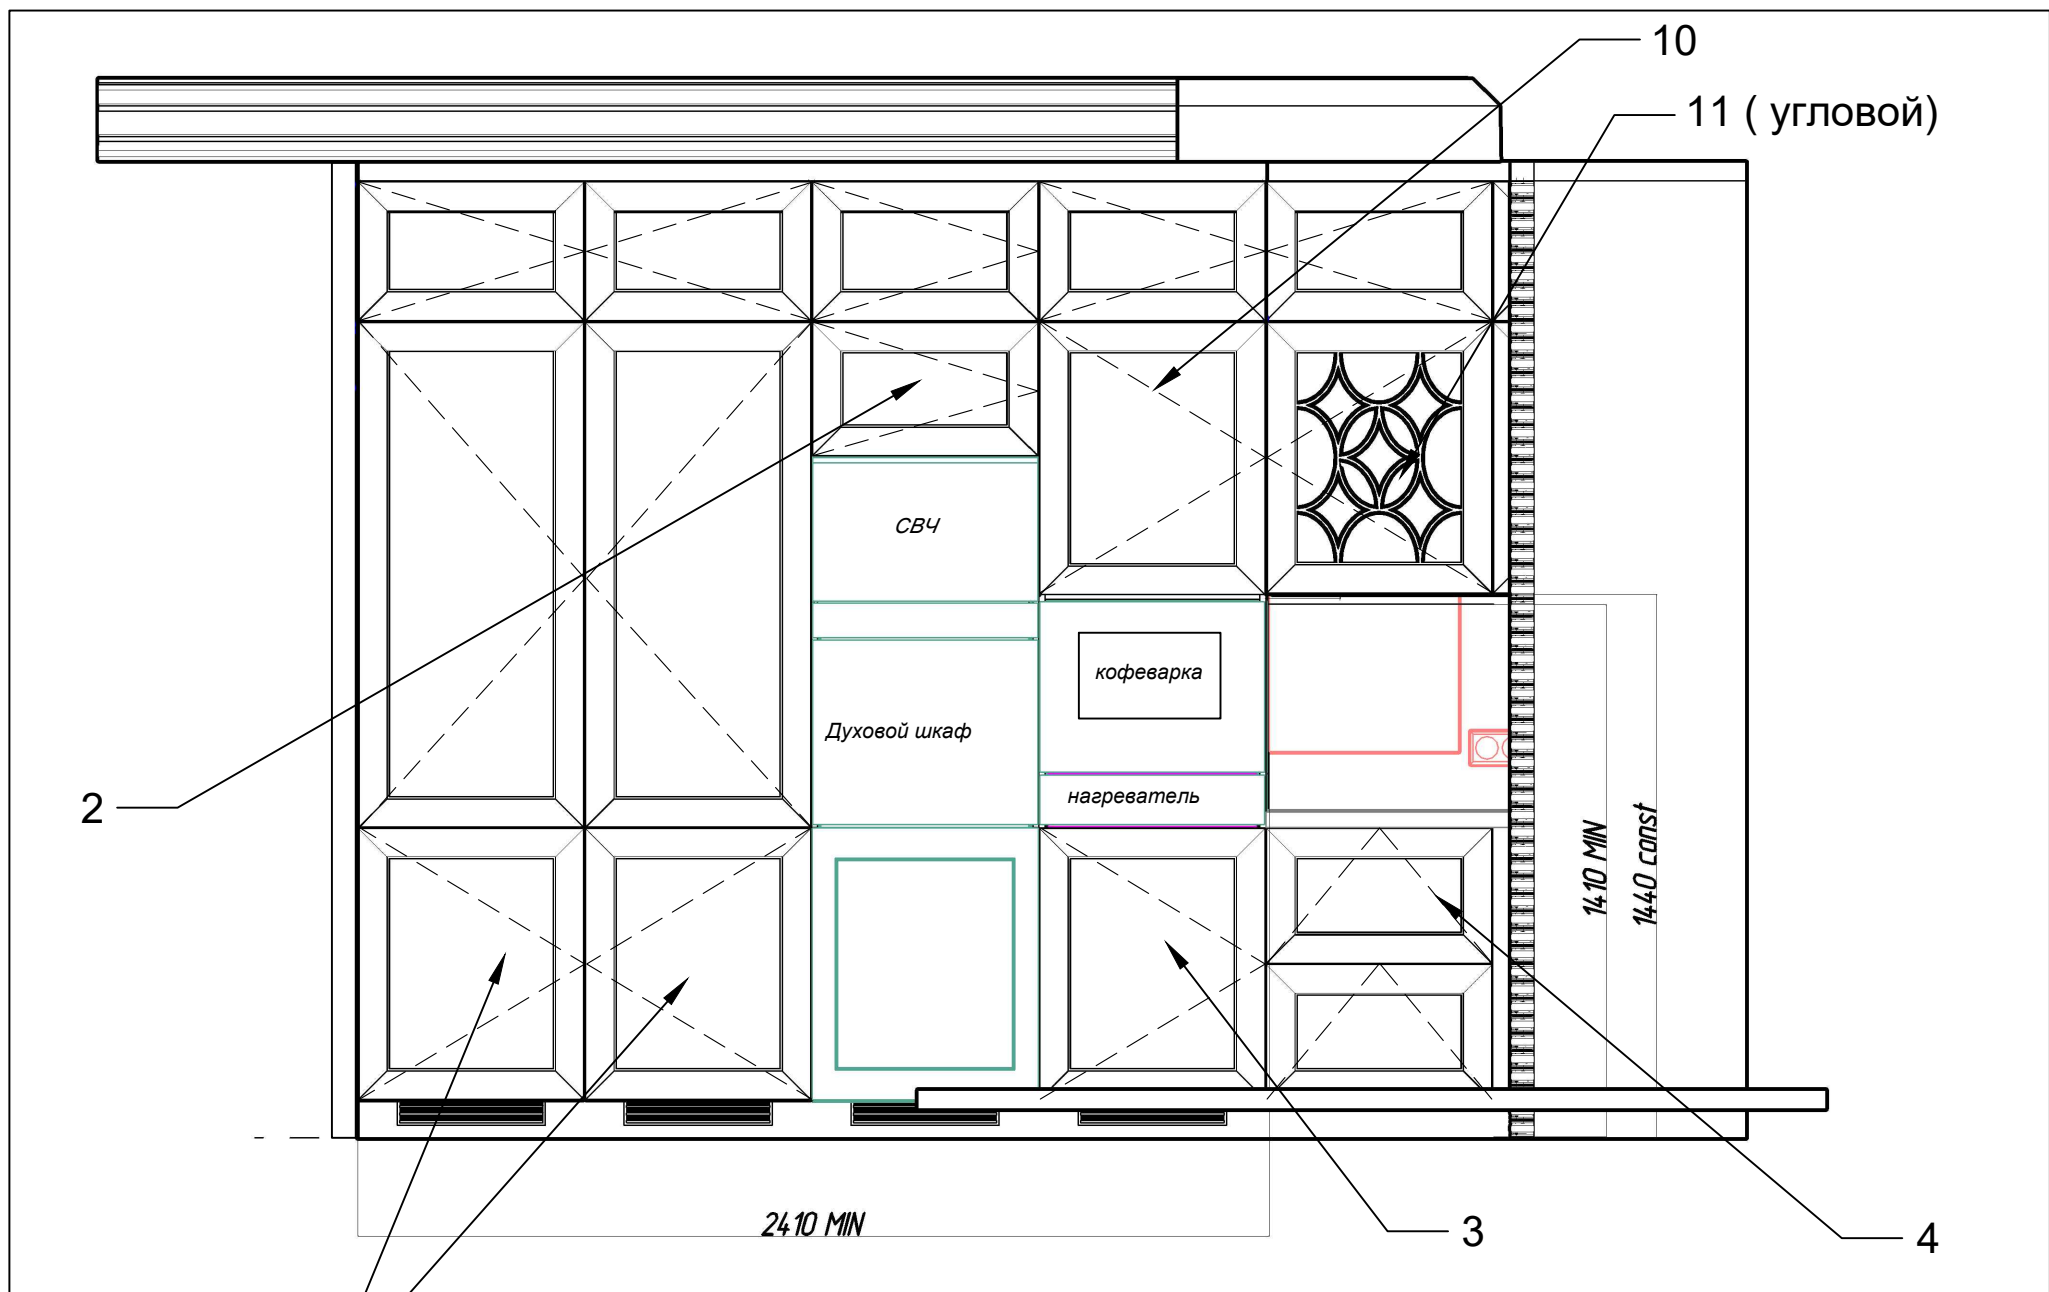 10
11 ( угловой)
СВЧ
кофеварка
Духовой шкаф
нагреватель
2
1410 MIN
1440 const
2410 MIN
3
4